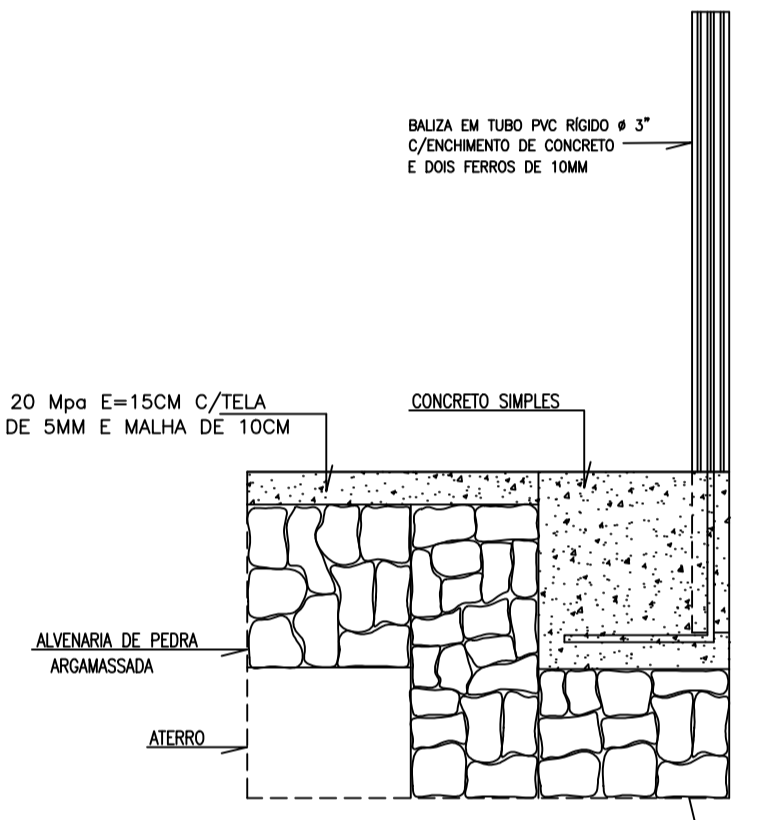 BALIZA EM TUBO PVC RÍGIDO ø 3"
C/ENCHIMENTO DE CONCRETO
E DOIS FERROS DE 10MM
20 Mpa E=15CM C/TELA
DE 5MM E MALHA DE 10CM
CONCRETO SIMPLES
ALVENARIA DE PEDRA
ARGAMASSADA
ATERRO